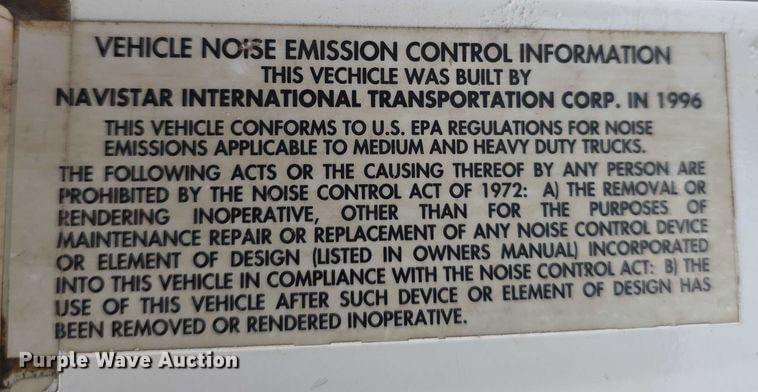 VEHICLE NOISE EMISSION CONTROL INFORMATION
THIS VECHICLE WAS BUILT BY
NAVISTAR INTERNATIONAL TRANSPORTATION CORP. IN 1996
THIS VEHICLE CONFORMS TO U.S. EPA REGULATIONS FOR NOISE
EMISSIONS APPLICABLE TO MEDIUM AND HEAVY DUTY TRUCKS.
THE FOLLOWING ACTS OR THE CAUSING THEREOF BY ANY PERSON ARE
PROHIBITED BY THE NOISE CONTROL ACT OF 1972: A) THE REMOVAL OR
RENDERING INOPERATIVE, OTHER THAN FOR THE PURPOSES OF
MAINTENANCE REPAIR OR REPLACEMENT OF ANY NOISE CONTROL DEVICE
OR ELEMENT OF DESIGN (LISTED IN OWNERS MANUAL) INCORPORATED
INTO THIS VEHICLE IN COMPLIANCE WITH THE NOISE CONTROL ACT: B) THE
USE OF THIS VEHICLE AFTER SUCH DEVICE OR ELEMENT OF DESIGN HAS
BEEN REMOVED OR RENDERED INOPERATIVE.
Purple Wave Auction